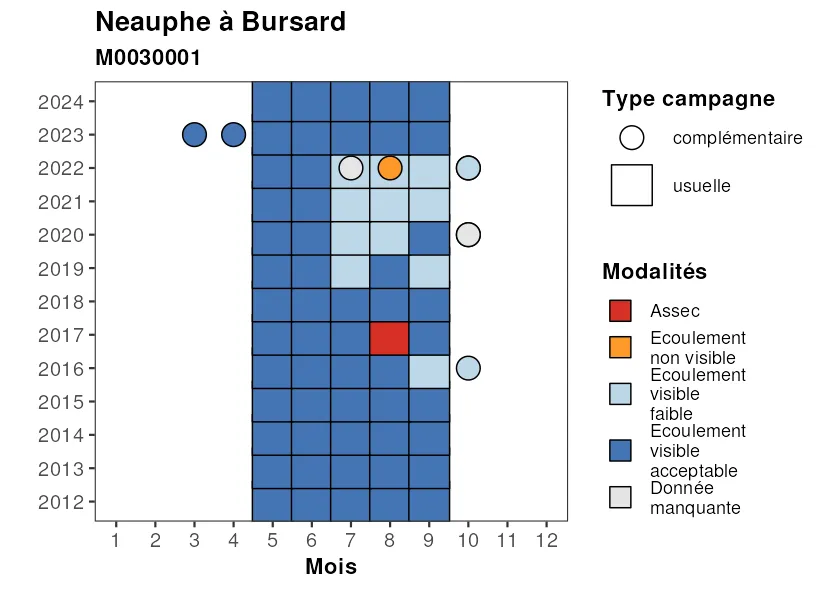 Neauphe à Bursard
M0030001
2024
2023
2022
2021
2020
2019
2018
2017
2016
2015
2014
2013
2012
1 2 3 4 5 6 7 8 9 10 11 12
Mois
Type campagne
complémentaire
usuelle
Modalités
Assec
Ecoulement
non visible
Ecoulement
visible
faible
Ecoulement
visible
acceptable
Donnée
manquante